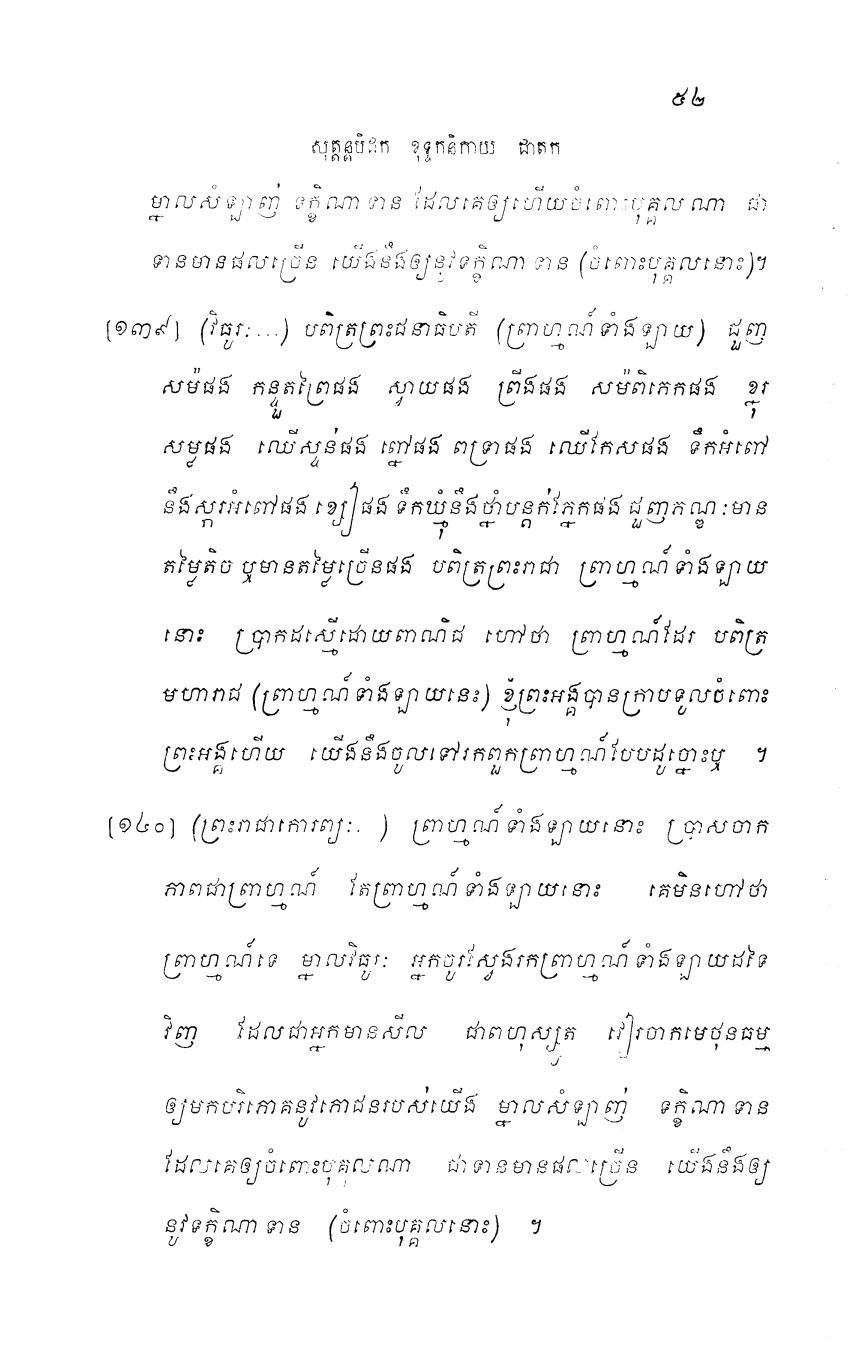 ៥២
សុត្តន្តបិដក ខុទ្ទកនិកាយ ជាតក
ម្នាលសំឡាញ់ ទក្ខិណាទាន ដែលគេឲ្យហើយចំពោះបុគ្គលណា ជា
ទានមានផលច្រើន យើងនឹងឲ្យនូវទក្ខិណាទាន (ចំពោះបុគ្គលនោះ)។
[១៣៩] (វិធូរៈ...) បពិត្រព្រះជនាធិបតី (ព្រាហ្មណ៍ទាំងឡាយ) ជួញ
សម៉ផង កន្ទួតព្រៃផង ស្វាយផង ព្រីងផង សម៉ពិភេកផង ខ្នុរ
សម្លផង ឈើស្ទន់ផង ព្នៅផង ពទ្រាផង ឈើកែសផង ទឹកអំពៅ
នឹងស្ករអំពៅផង ខ្សៀផង ទឹកឃ្មុំនឹងថ្នាំបន្តក់ភ្នែកផង ជួញភណ្ឌៈមាន
តម្លៃតិច ឬមានតម្លៃច្រើនផង បពិត្រព្រះរាជា ព្រាហ្មណ៍ទាំងឡាយ
នោះ ប្រាកដស្មើដោយពាណិជ ហៅថា ព្រាហ្មណ៍ដែរ បពិត្រ
មហារាជ (ព្រាហ្មណ៍ទាំងឡាយនេះ) ខ្ញុំព្រះអង្គបានក្រាបទូលចំពោះ
ព្រះអង្គហើយ យើងនឹងចូលទៅរកពួកព្រាហ្មណ៍បែបដូច្នោះឬ ។
[១៤០] (ព្រះរាជាកោរព្យៈ. ) ព្រាហ្មណ៍ទាំងឡាយនោះ ប្រាសចាក
ភាពជាព្រាហ្មណ៍ តែព្រាហ្មណ៍ទាំងឡាយនោះ គេមិនហៅថា
ព្រាហ្មណ៍ទេ ម្នាលវិធូរៈ អ្នកចូរស្វែងរកព្រាហ្មណ៍ទាំងឡាយដទៃ
វិញ ដែលជាអ្នកមានសីល ជាពហុស្សូត វៀរចាកមេថុនធម្ម
ឲ្យមកបរិភោគនូវភោជនរបស់យើង ម្នាលសំឡាញ់ ទក្ខិណាទាន
ដែលគេឲ្យចំពោះបុគ្គលណា ជាទានមានផលច្រើន យើងនឹងឲ្យ
នូវទក្ខិណាទាន (ចំពោះបុគ្គលនោះ) ។